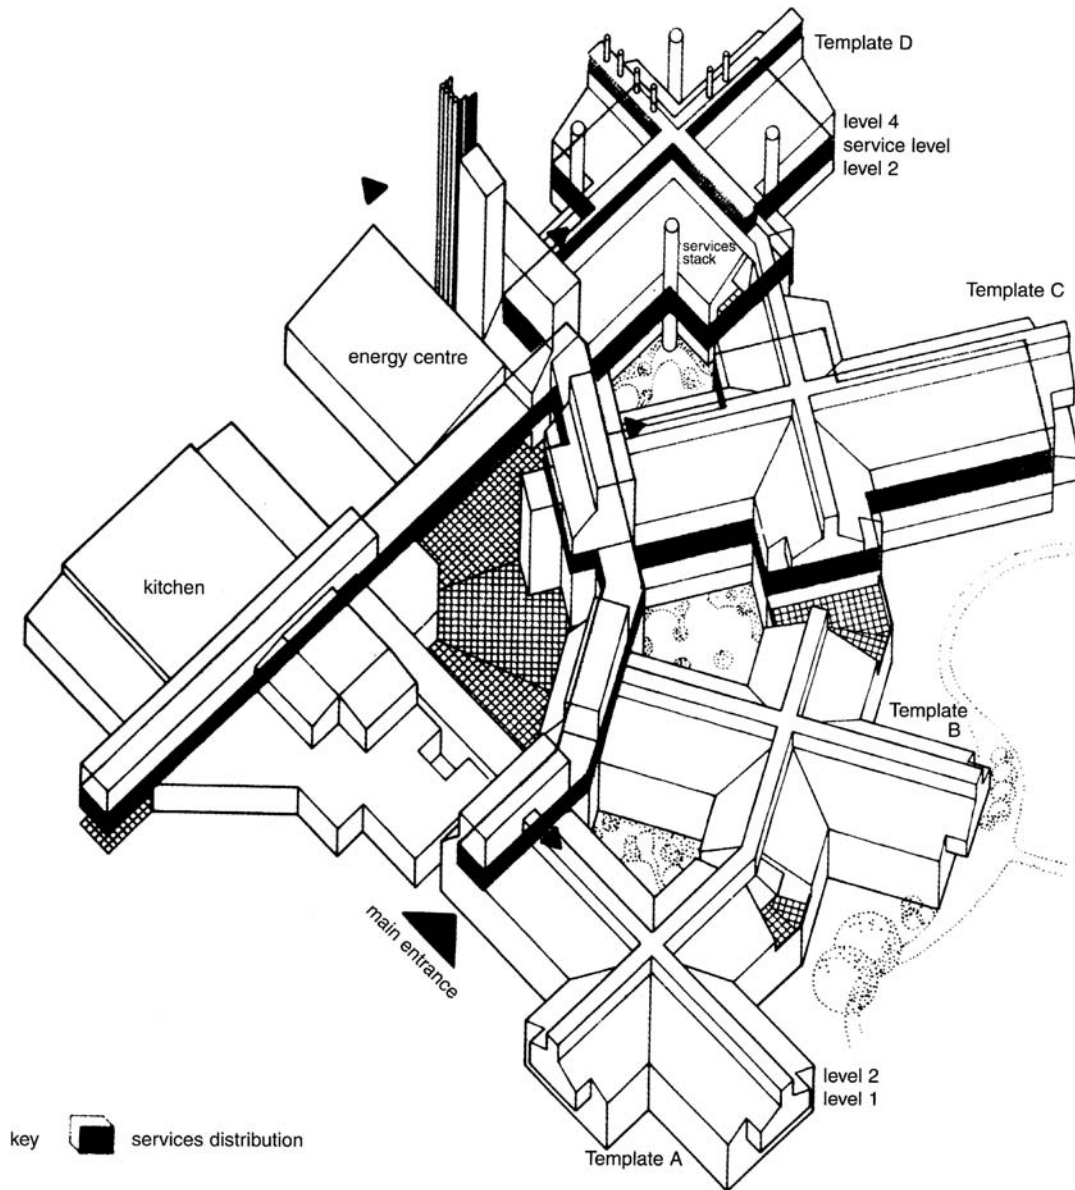 Template D
level 4
service level
level 2
services
stack
Template C
energy centre
kitchen
Template
B
main entrance
level 2
level 1
key
services distribution
Template A